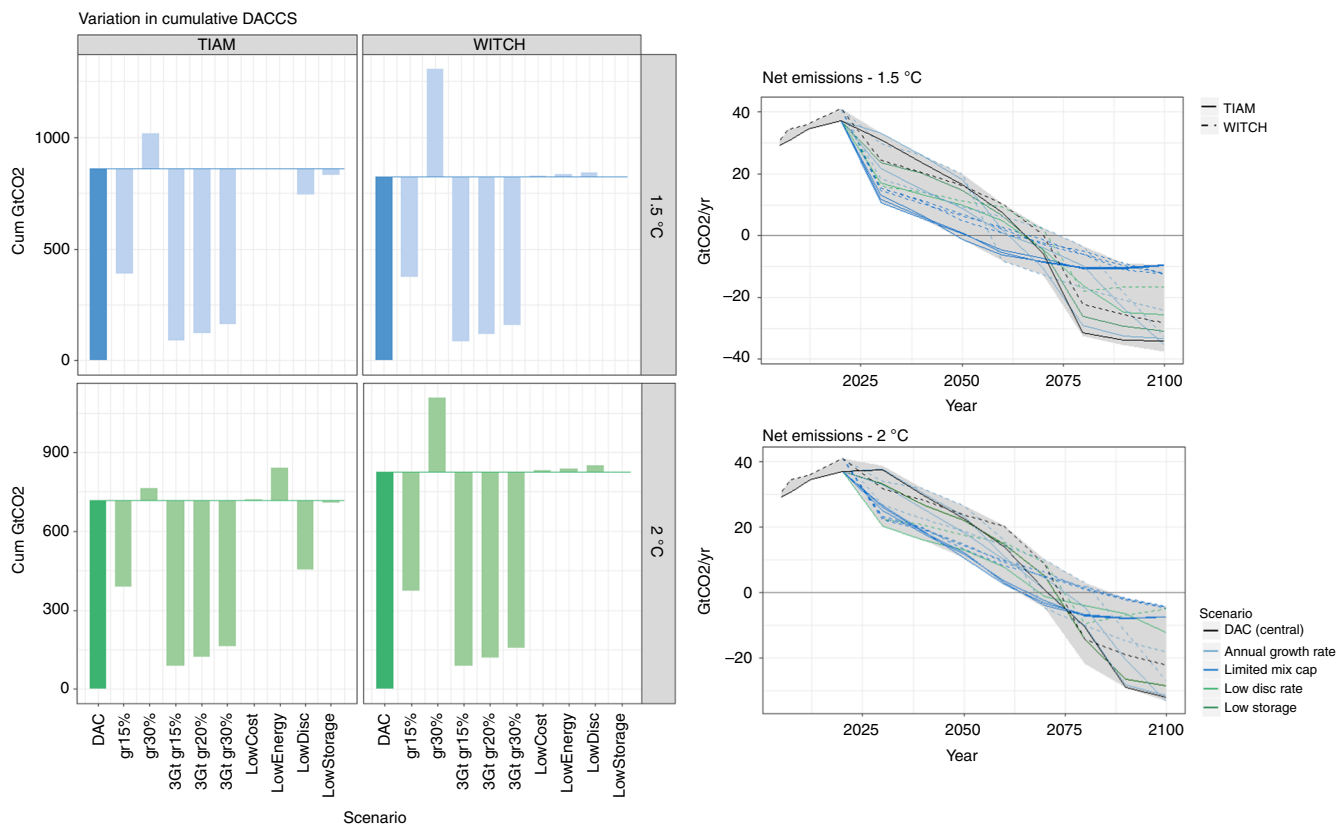 Variation in cumulative DACCS
TIAM
WITCH
Cum GtCO2
1000
500
0
1.5 °C
Cum GtCO2
900
600
300
0
2 °C
DAC
gr15%
gr30%
3Gt gr15%
3Gt gr20%
3Gt gr30%
LowCost
LowEnergy
LowDisc
LowStorage
DAC
gr15%
gr30%
3Gt gr15%
3Gt gr20%
3Gt gr30%
LowCost
LowEnergy
LowDisc
LowStorage
Scenario
Net emissions - 1.5 °C
GtCO2/yr
40
20
0
−20
−40
2025
2050
2075
2100
Year
TIAM
WITCH
Net emissions - 2 °C
GtCO2/yr
40
20
0
−20
2025
2050
2075
2100
Year
Scenario
DAC (central)
Annual growth rate
Limited mix cap
Low disc rate
Low storage